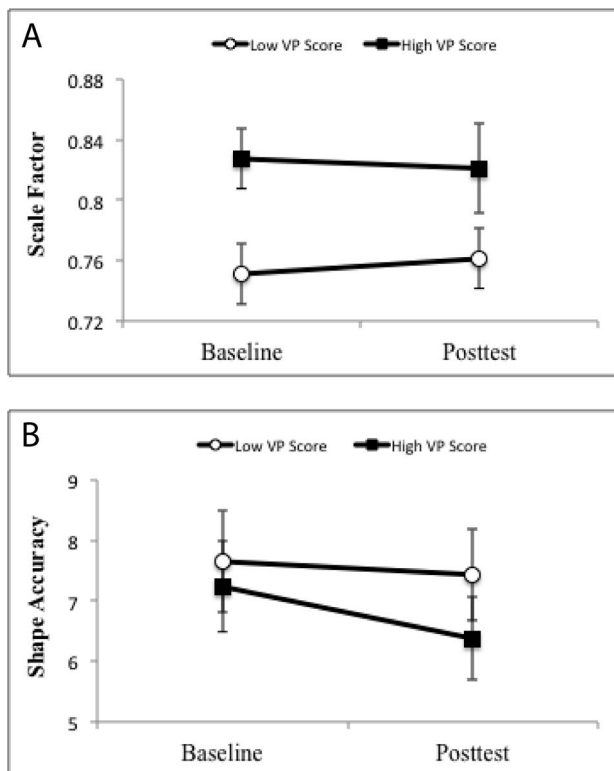 A
Low VP Score High VP Score
0.88
0.84
0.8
0.76
0.72
Scale Factor
Baseline Posttest
B
Low VP Score High VP Score
9
8
7
6
5
Shape Accuracy
Baseline Posttest